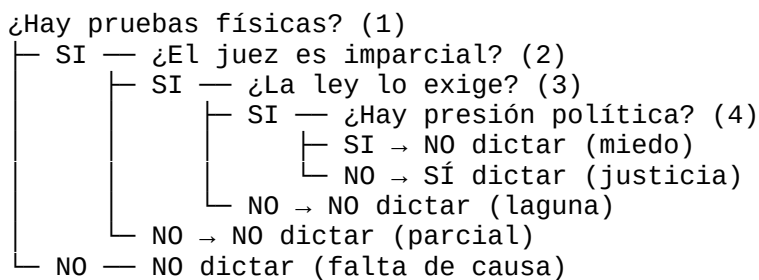 ¿Hay pruebas físicas? (1)
├─ SI ── ¿El juez es imparcial? (2)
│      ├─ SI ── ¿La ley lo exige? (3)
│      │      ├─ SI ── ¿Hay presión política? (4)
│      │      │      ├─ SI → NO dictar (miedo)
│      │      │      └─ NO → SÍ dictar (justicia)
│      │      └─ NO → NO dictar (laguna)
│      └─ NO → NO dictar (parcial)
└─ NO ── NO dictar (falta de causa)